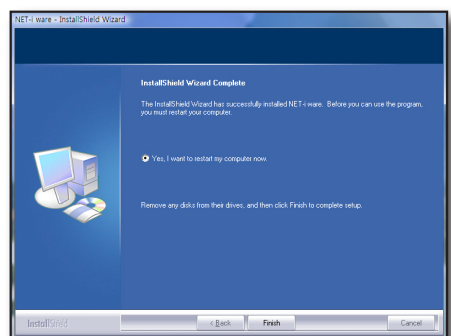 NET-i ware - InstallShield Wizard
InstallShield Wizard Complete
The InstallShield Wizard has successfully installed NET-i ware. Before you can use the program,
you must restart your computer.
Yes, I want to restart my computer now.
Remove any disks from their drives, and then click Finish to complete setup.
InstallShield
< Back
Finish
Cancel